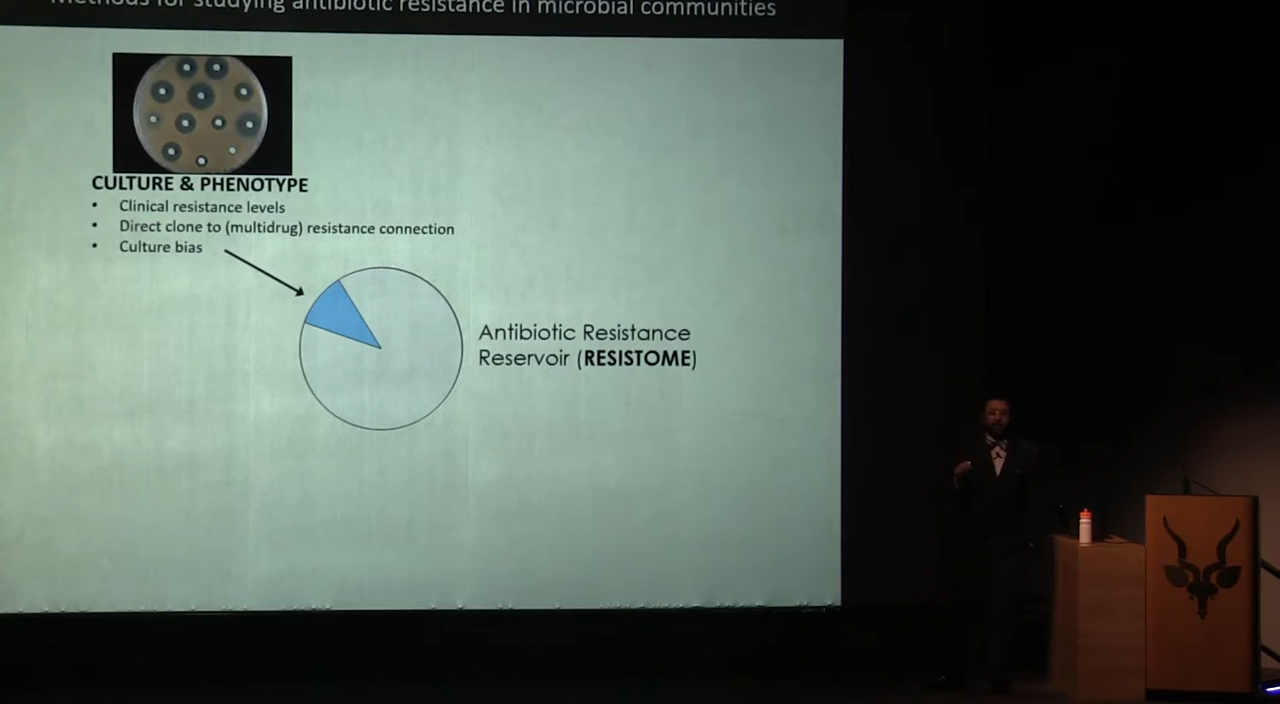 Methods for studying antibiotic resistance in microbial communities
CULTURE & PHENOTYPE
• Clinical resistance levels
• Direct clone to (multidrug) resistance connection
• Culture bias
Antibiotic Resistance
Reservoir (RESISTOME)